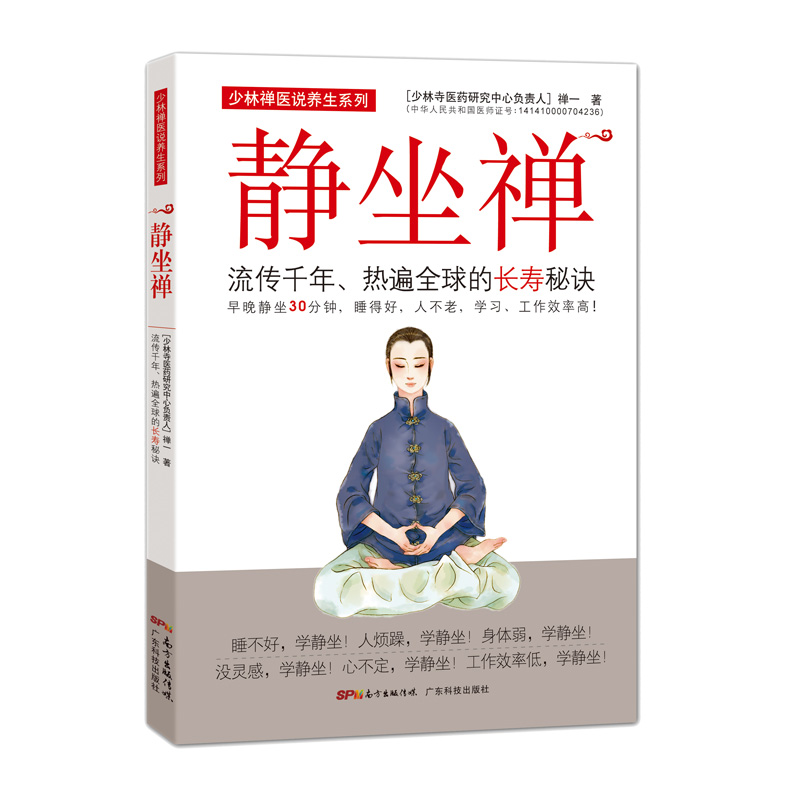 少林禅医说养生系列
[少林寺医药研究中心负责人] 禅一 著
(中华人民共和国医师证号:141410000704236)
静坐禅
流传千年、热遍全球的长寿秘诀
早晚静坐30分钟，睡得好，人不老，学习、工作效率高！
睡不好，学静坐！人烦躁，学静坐！身体弱，学静坐！
没灵感，学静坐！心不定，学静坐！工作效率低，学静坐！
SPM 南方出版传媒 广东科技出版社
少林禅医说养生系列
静坐禅
[少林寺医药研究中心负责人] 禅一 著
流传千年、热遍全球的长寿秘诀
SPM
南方出版传媒
广东科技出版社